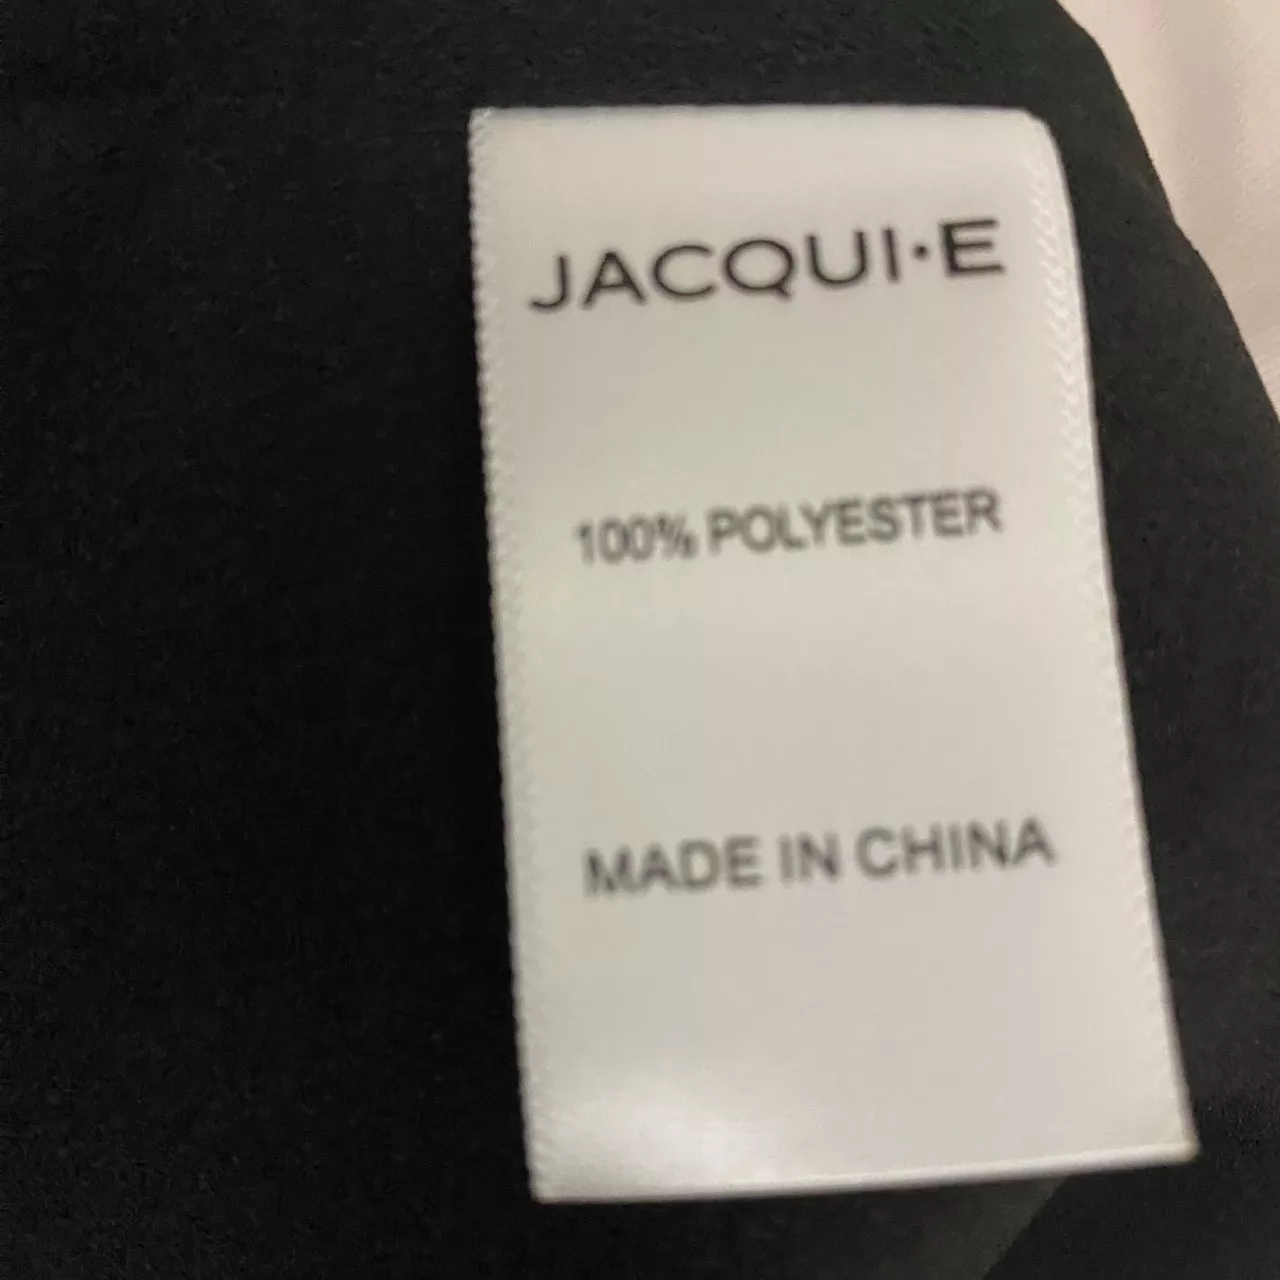 JACQUI·E
100% POLYESTER
MADE IN CHINA